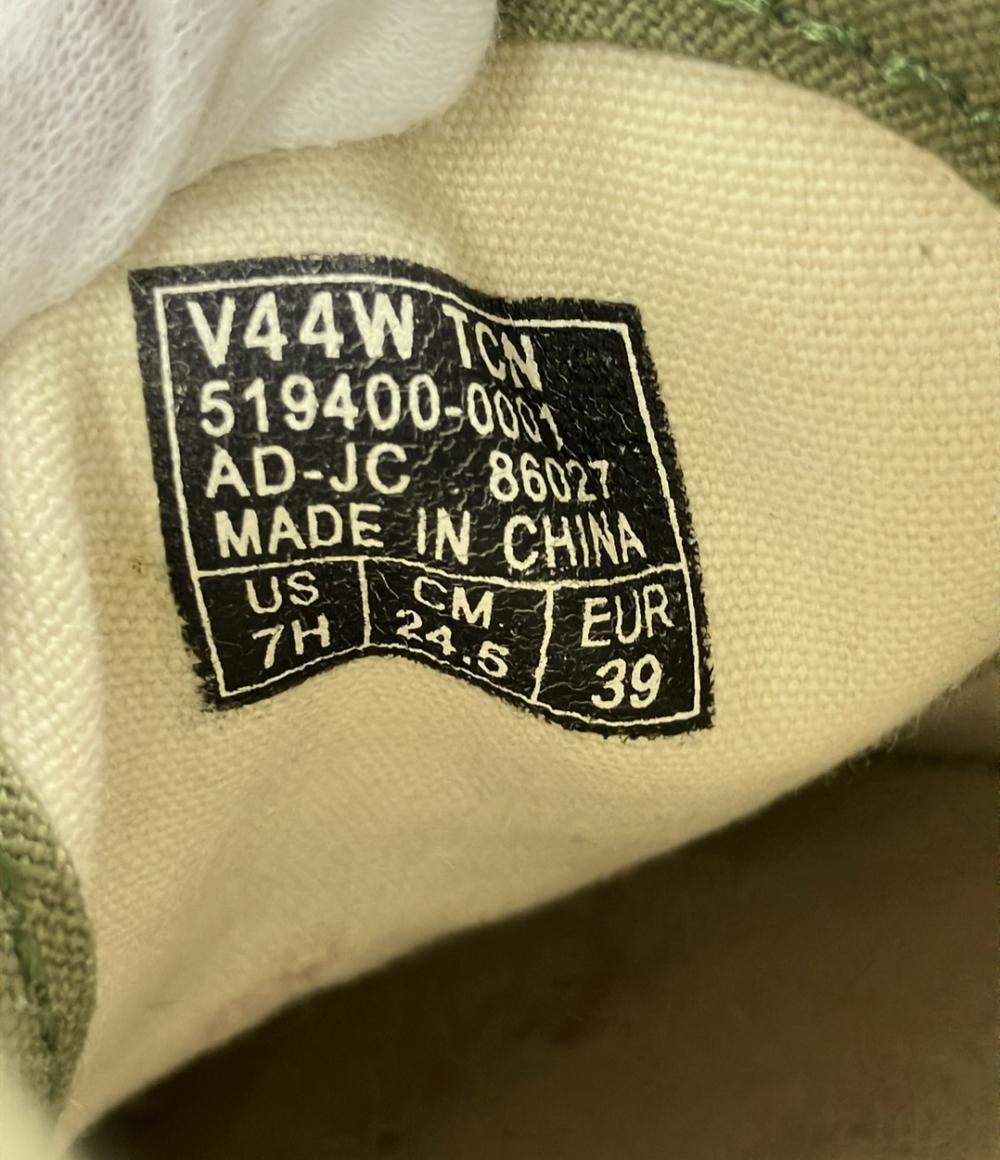 V44W TCN
519400-0001
AD-JC 86027
MADE IN CHINA
US CM EUR
7H 24.5 39